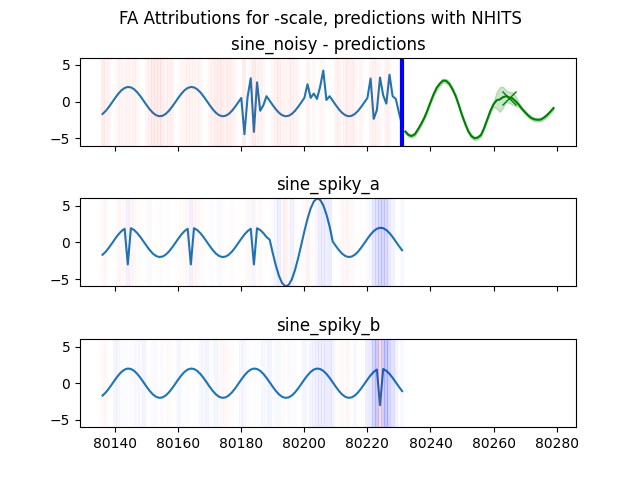 FA Attributions for -scale, predictions with NHITS
sine_noisy - predictions
5
0
−5
sine_spiky_a
5
0
−5
sine_spiky_b
5
0
−5
80140 80160 80180 80200 80220 80240 80260 80280